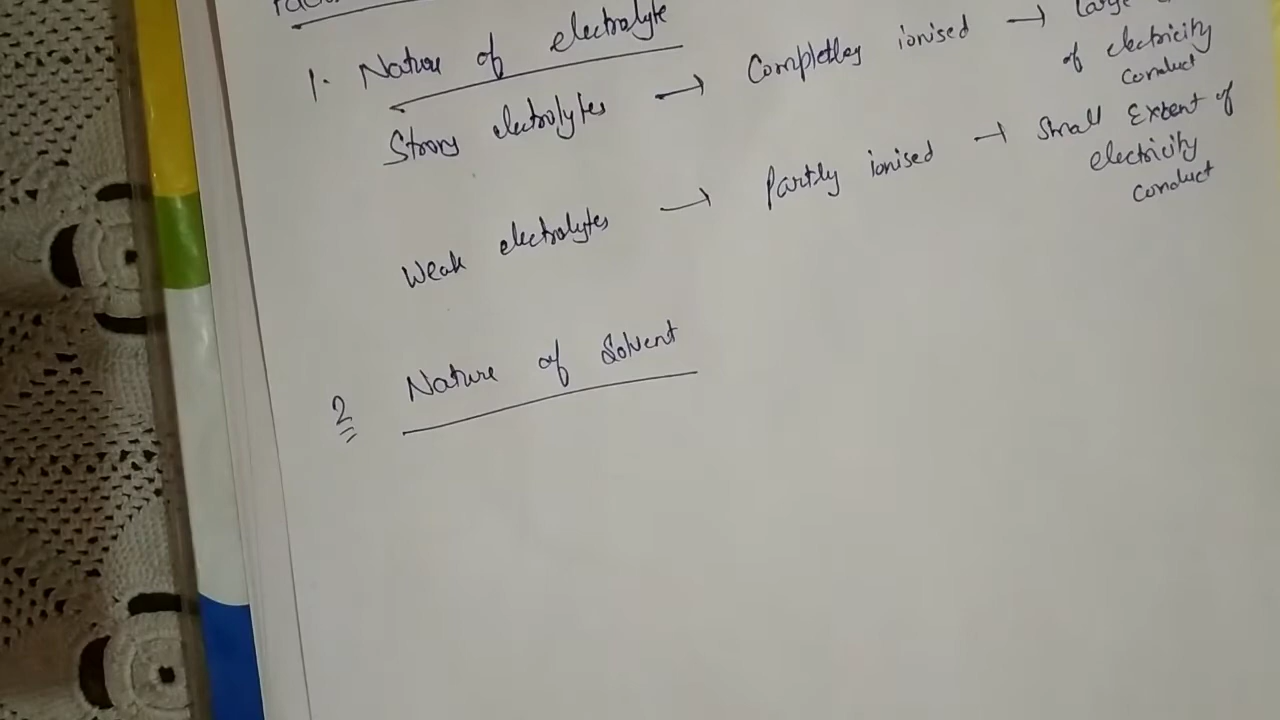 1. Nature of electrolyte
Strong electrolytes → Completley ionised → Large
of electricity
conduct
Weak electrolytes → Partly ionised → Small Extent of
electricity
conduct
2 Nature of Solvent